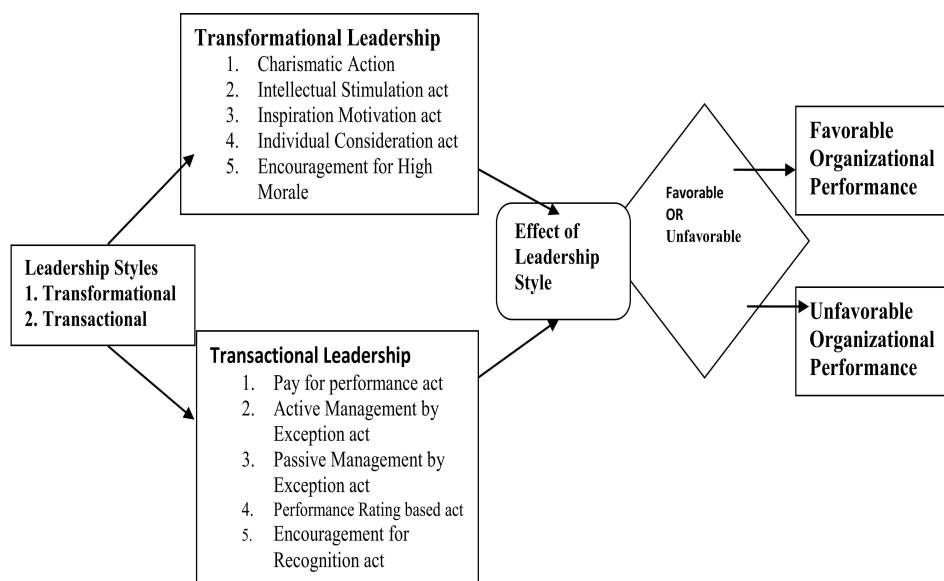 Transformational Leadership
1. Charismatic Action
2. Intellectual Stimulation act
3. Inspiration Motivation act
4. Individual Consideration act
5. Encouragement for High
Morale
Leadership Styles
1. Transformational
2. Transactional
Transactional Leadership
1. Pay for performance act
2. Active Management by
Exception act
3. Passive Management by
Exception act
4. Performance Rating based act
5. Encouragement for
Recognition act
Effect of
Leadership
Style
Favorable
OR
Unfavorable
Favorable
Organizational
Performance
Unfavorable
Organizational
Performance